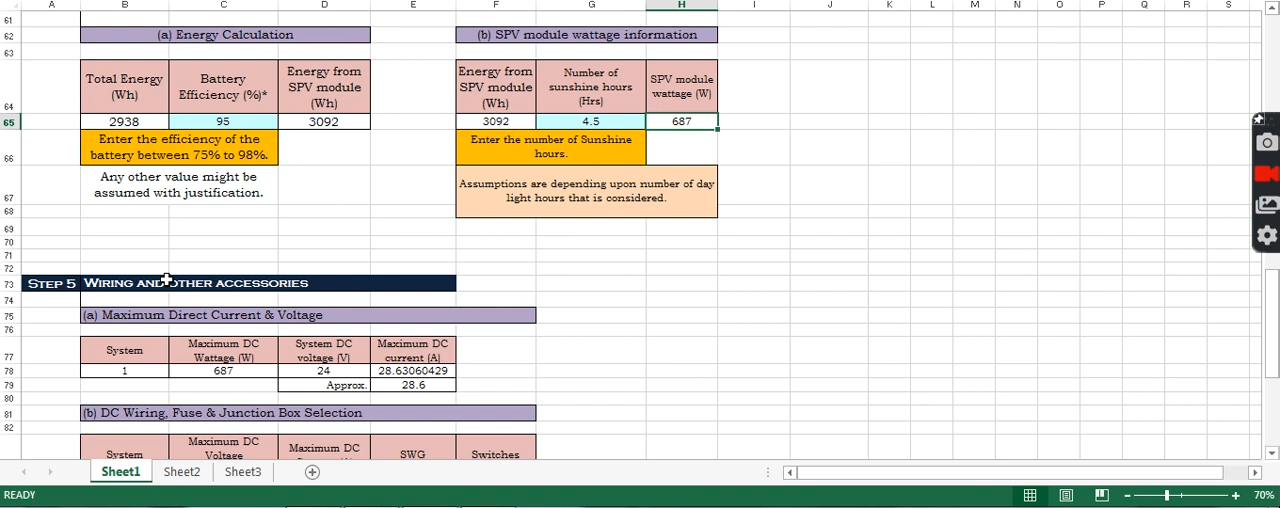 A B C D E F G H I J K L M N O P Q R S
61
62 (a) Energy Calculation (b) SPV module wattage information
63
64 Total Energy (Wh) Battery Efficiency (%)* Energy from SPV module (Wh) Energy from SPV module (Wh) Number of sunshine hours (Hrs) SPV module wattage (W)
65 2938 95 3092 3092 4.5 687
66 Enter the efficiency of the battery between 75% to 98%. Enter the number of Sunshine hours.
67 Any other value might be assumed with justification. Assumptions are depending upon number of day light hours that is considered.
68
69
70
71
72
73 STEP 5 WIRING AND OTHER ACCESSORIES
74
75 (a) Maximum Direct Current & Voltage
76
77 System Maximum DC Wattage (W) System DC voltage (V) Maximum DC current (A)
78 1 687 24 28.63060429
79 Approx. 28.6
80
81 (b) DC Wiring, Fuse & Junction Box Selection
82
System Maximum DC Voltage Maximum DC SWG Switches
Sheet1 Sheet2 Sheet3
READY 70%